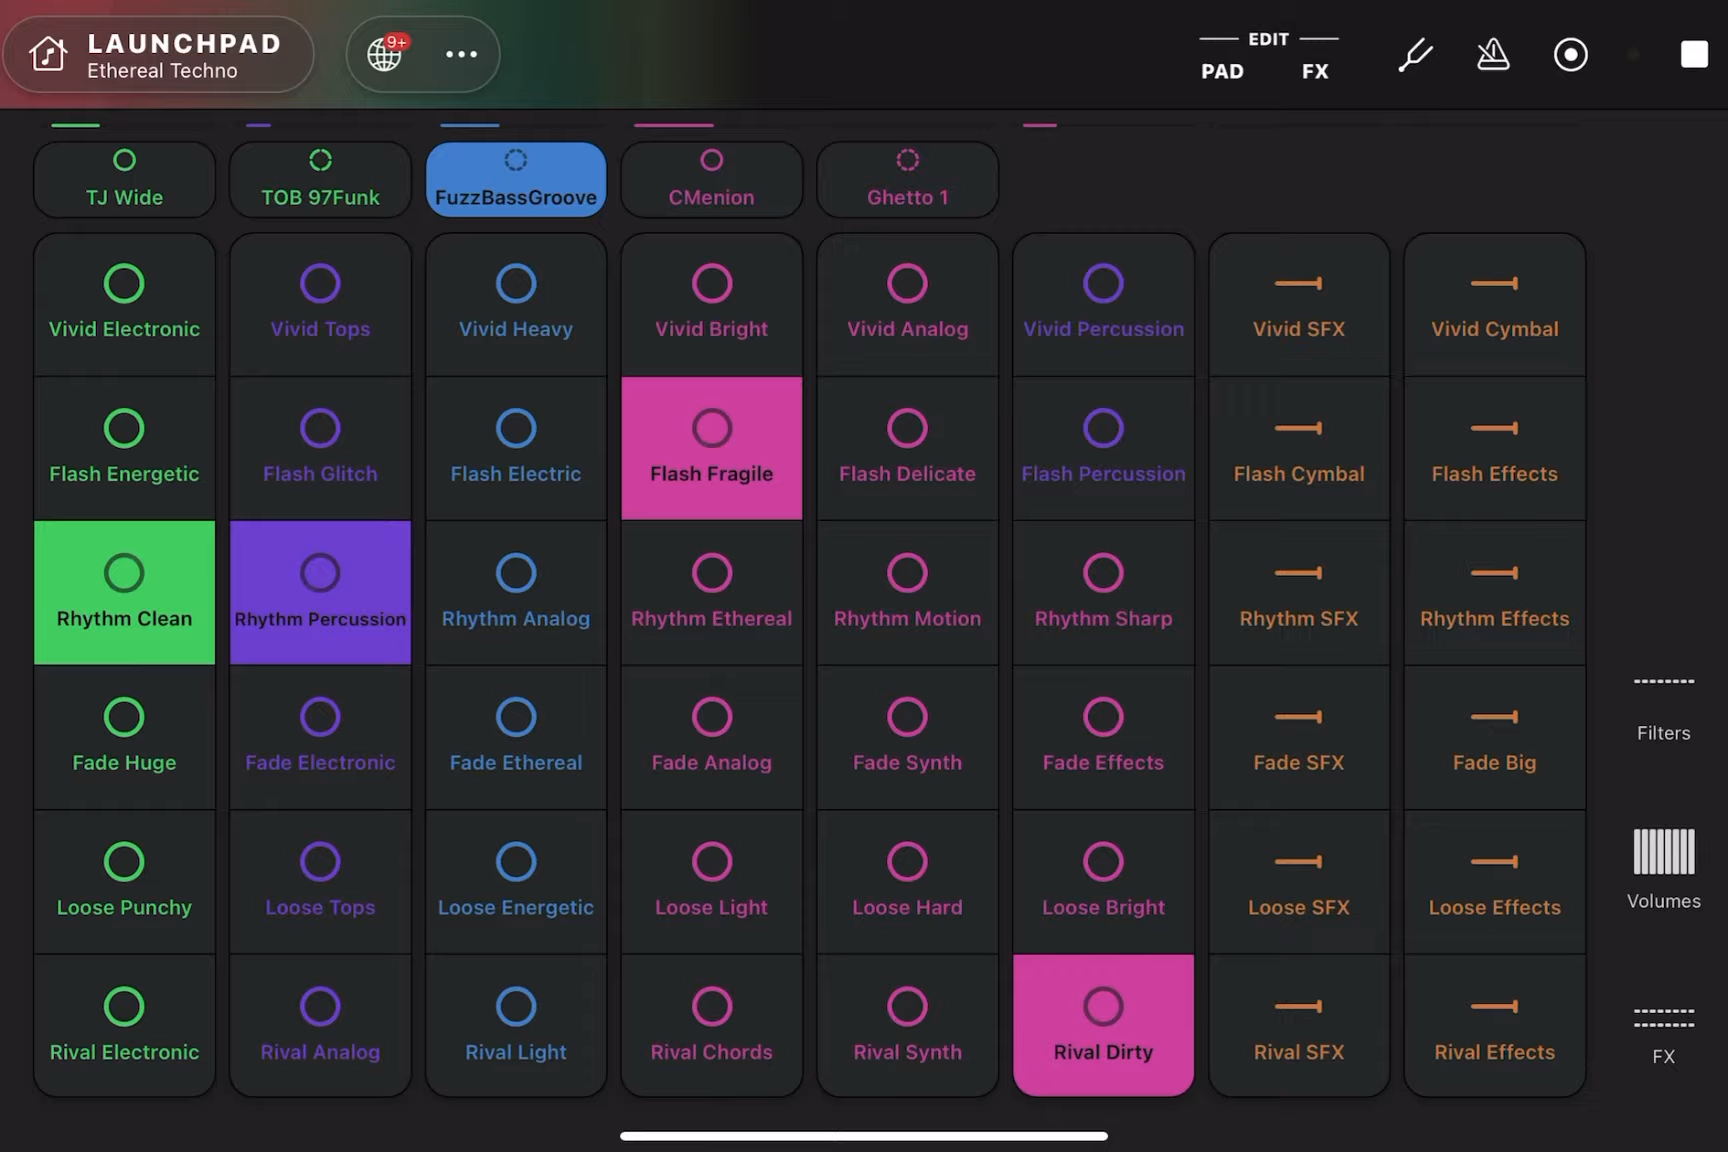 LAUNCHPAD
Ethereal Techno
9+
EDIT
PAD FX
TJ Wide TOB 97Funk FuzzBassGroove CMenion Ghetto 1
Vivid Electronic Vivid Tops Vivid Heavy Vivid Bright Vivid Analog Vivid Percussion Vivid SFX Vivid Cymbal
Flash Energetic Flash Glitch Flash Electric Flash Fragile Flash Delicate Flash Percussion Flash Cymbal Flash Effects
Rhythm Clean Rhythm Percussion Rhythm Analog Rhythm Ethereal Rhythm Motion Rhythm Sharp Rhythm SFX Rhythm Effects
Filters
Fade Huge Fade Electronic Fade Ethereal Fade Analog Fade Synth Fade Effects Fade SFX Fade Big
Volumes
Loose Punchy Loose Tops Loose Energetic Loose Light Loose Hard Loose Bright Loose SFX Loose Effects
Rival Electronic Rival Analog Rival Light Rival Chords Rival Synth Rival Dirty Rival SFX Rival Effects
FX